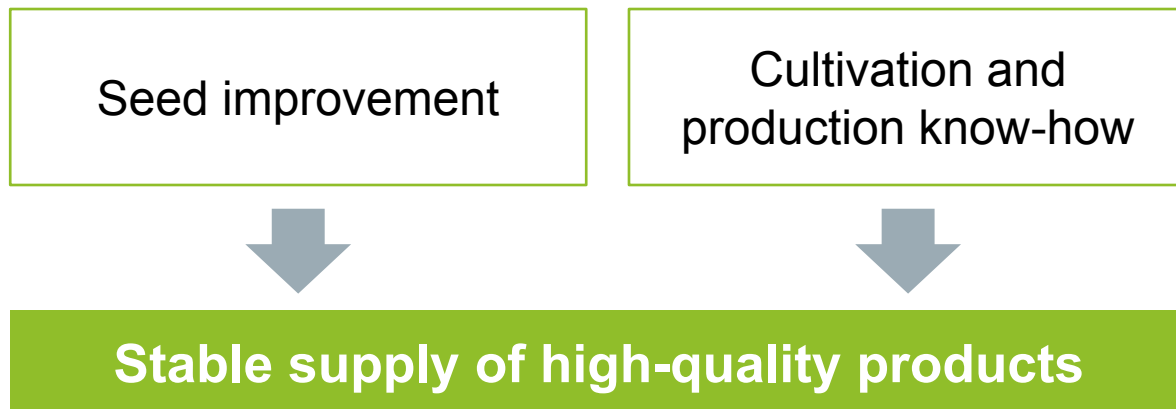 Seed improvement
Cultivation and
production know-how
Stable supply of high-quality products